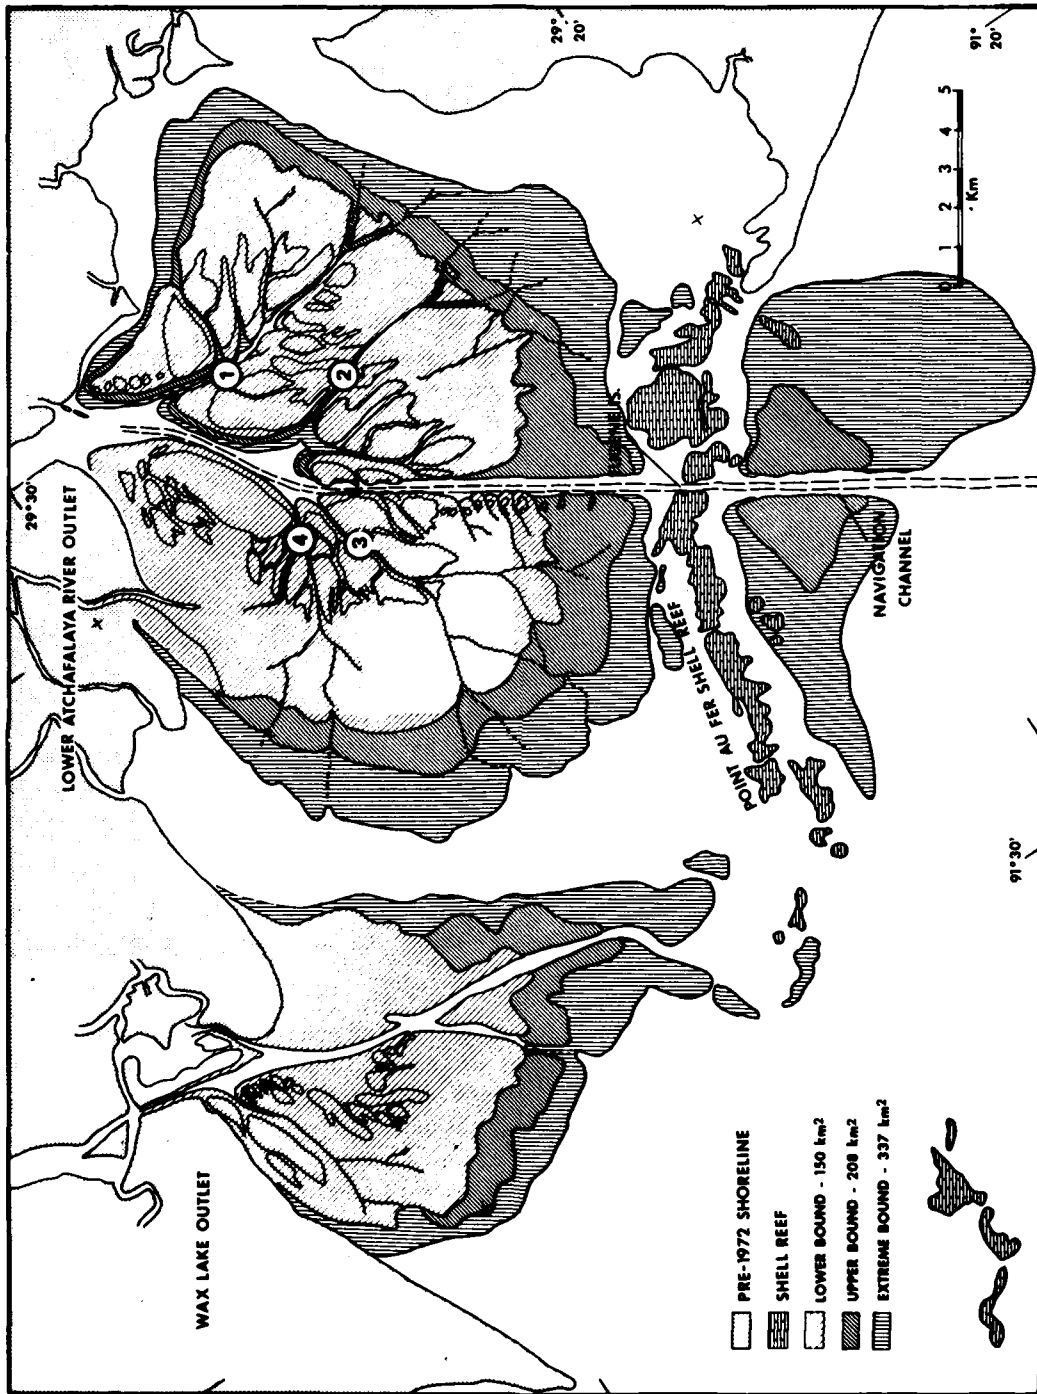 LOWER ATCHAFALAYA RIVER OUTLET
WAX LAKE OUTLET
29° 30'
29° 20'
91° 20'
91° 30'
1
2
3
4
POINT AU FER SHELL REEF
NAVIGATION
CHANNEL
0 1 2 3 4 5
Km
PRE-1972 SHORELINE
SHELL REEF
LOWER BOUND - 150 km²
UPPER BOUND - 208 km²
EXTREME BOUND - 337 km²